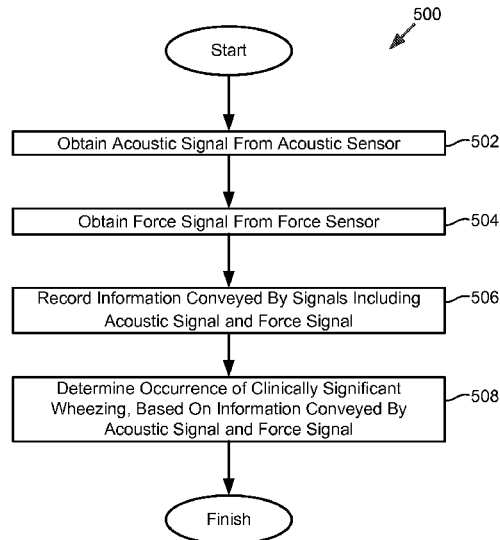 500
Start
Obtain Acoustic Signal From Acoustic Sensor
502
Obtain Force Signal From Force Sensor
504
Record Information Conveyed By Signals Including
Acoustic Signal and Force Signal
506
Determine Occurrence of Clinically Significant
Wheezing, Based On Information Conveyed By
Acoustic Signal and Force Signal
508
Finish